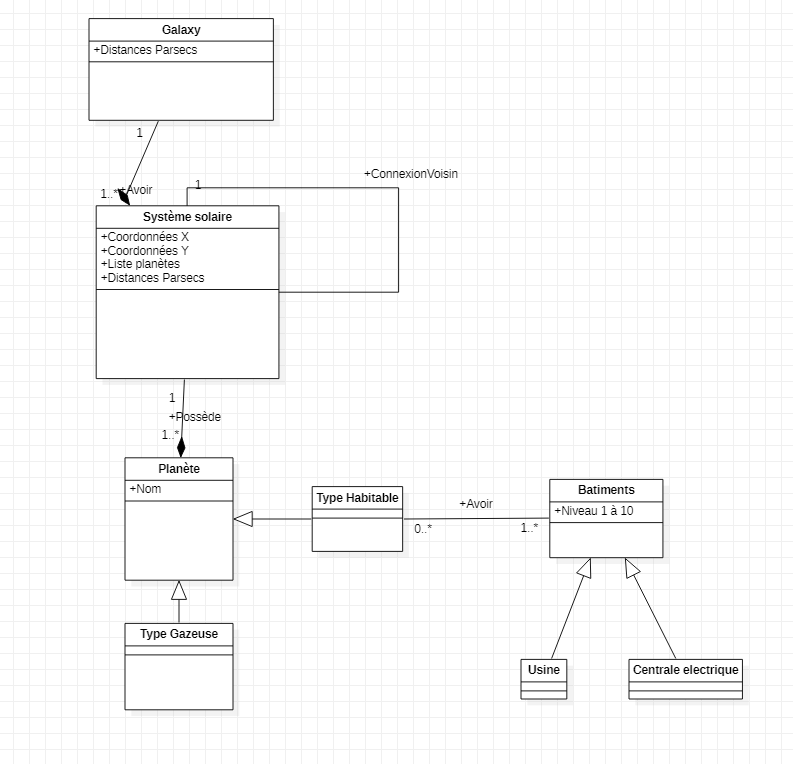 Galaxy
+Distances Parsecs
1
1..*
+Avoir
1
+ConnexionVoisin
Système solaire
+Coordonnées X
+Coordonnées Y
+Liste planètes
+Distances Parsecs
1
+Possède
1..*
Planète
+Nom
Type Habitable
+Avoir
0..*
1..*
Batiments
+Niveau 1 à 10
Type Gazeuse
Usine
Centrale electrique